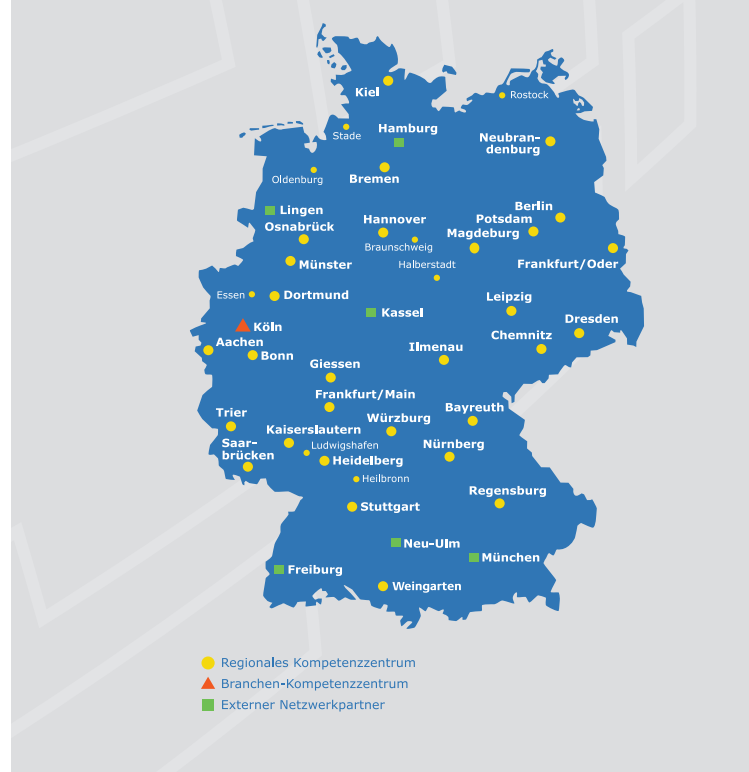 Kiel
Rostock
Stade
Hamburg
Neubran-
denburg
Oldenburg
Bremen
Lingen
Berlin
Hannover
Potsdam
Osnabrück
Magdeburg
Braunschweig
Münster
Halberstadt
Frankfurt/Oder
Essen
Dortmund
Leipzig
Kassel
Dresden
Köln
Chemnitz
Aachen
Ilmenau
Bonn
Giessen
Frankfurt/Main
Bayreuth
Trier
Würzburg
Kaiserslautern
Saar-
brücken
Ludwigshafen
Nürnberg
Heidelberg
Heilbronn
Regensburg
Stuttgart
Neu-Ulm
München
Freiburg
Weingarten
Regionales Kompetenzzentrum
Branchen-Kompetenzzentrum
Externer Netzwerkpartner